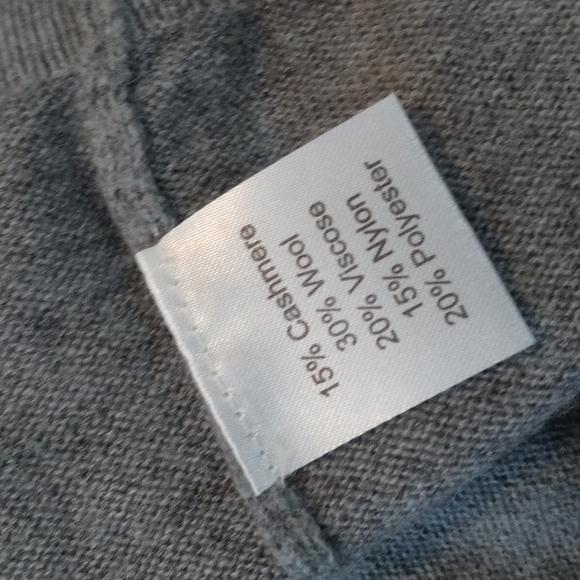 15% Cashmere
30% Wool
20% Viscose
15% Nylon
20% Polyester